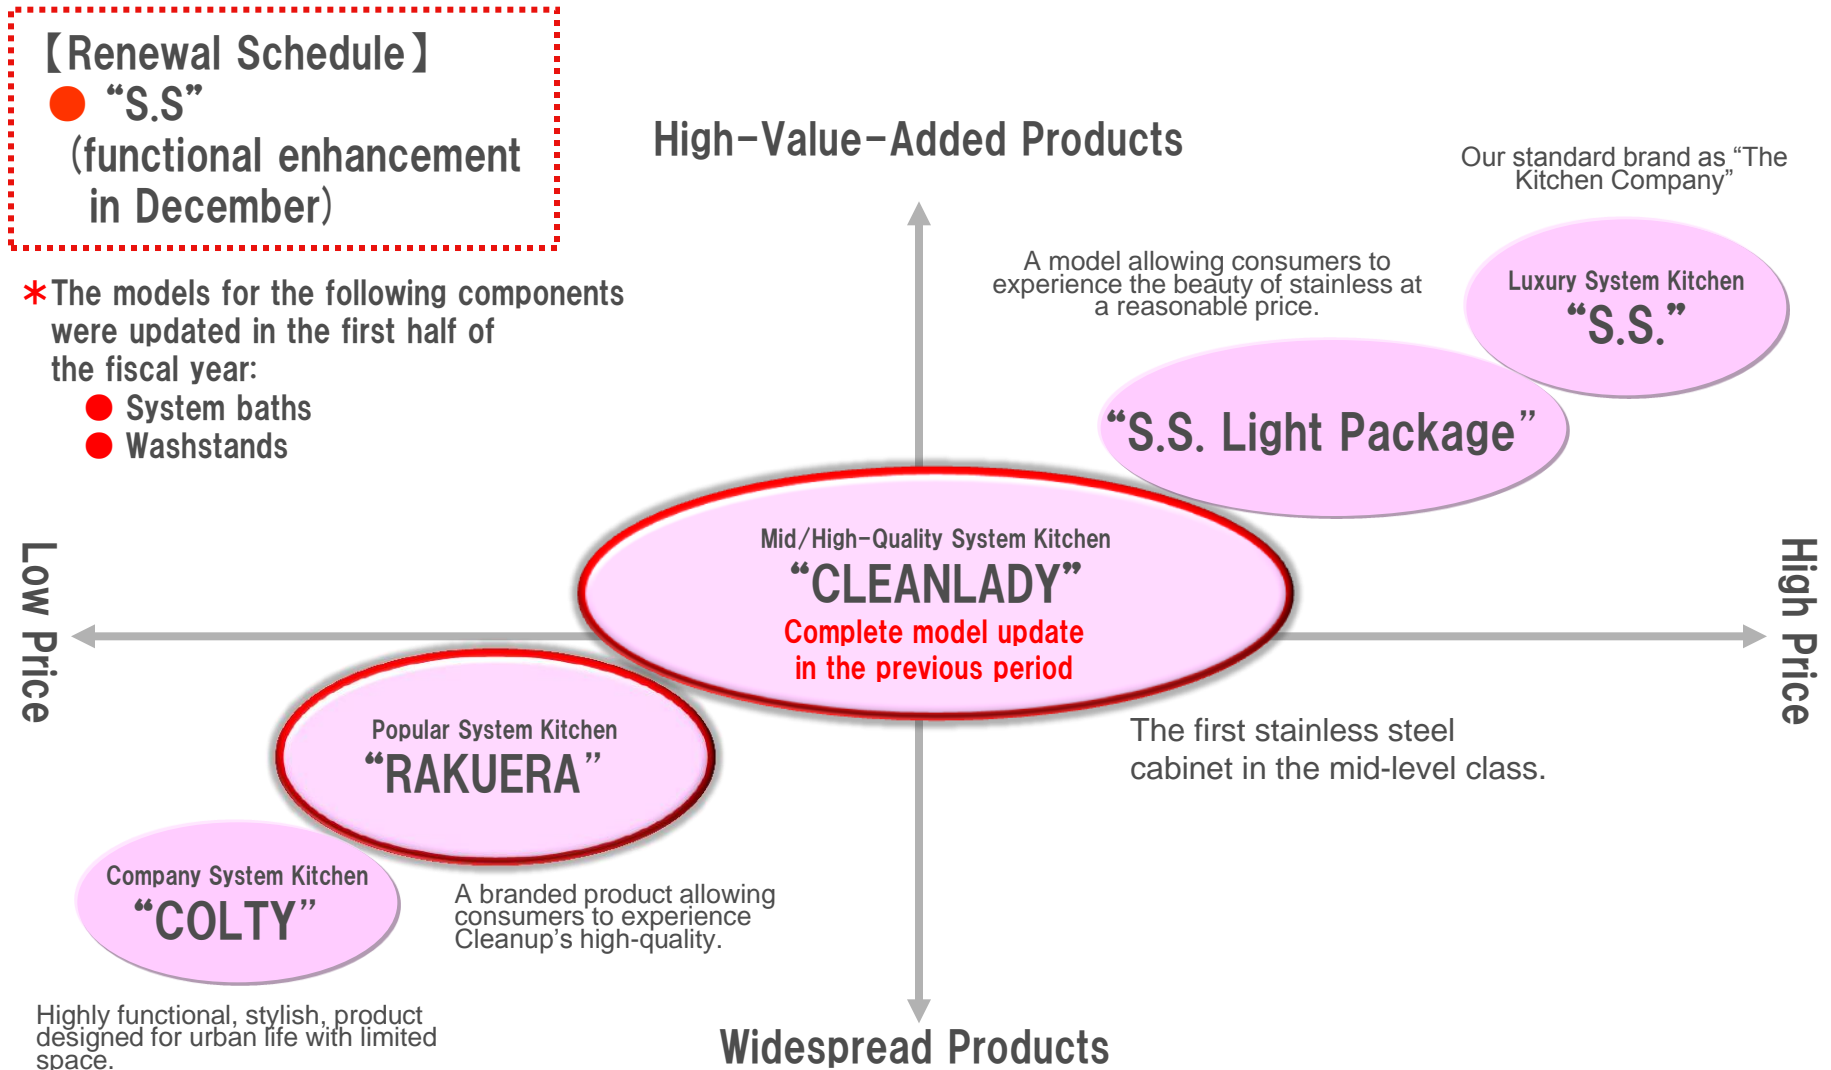 【Renewal Schedule】
● “S.S”
(functional enhancement
in December)
*The models for the following components
were updated in the first half of
the fiscal year:
● System baths
● Washstands
High-Value-Added Products
Our standard brand as “The
Kitchen Company”
Luxury System Kitchen
“S.S.”
A model allowing consumers to
experience the beauty of stainless at
a reasonable price.
“S.S. Light Package”
Mid/High-Quality System Kitchen
“CLEANLADY”
Complete model update
in the previous period
Low Price
High Price
The first stainless steel
cabinet in the mid-level class.
Popular System Kitchen
“RAKUERA”
A branded product allowing
consumers to experience
Cleanup’s high-quality.
Company System Kitchen
“COLTY”
Highly functional, stylish, product
designed for urban life with limited
space.
Widespread Products